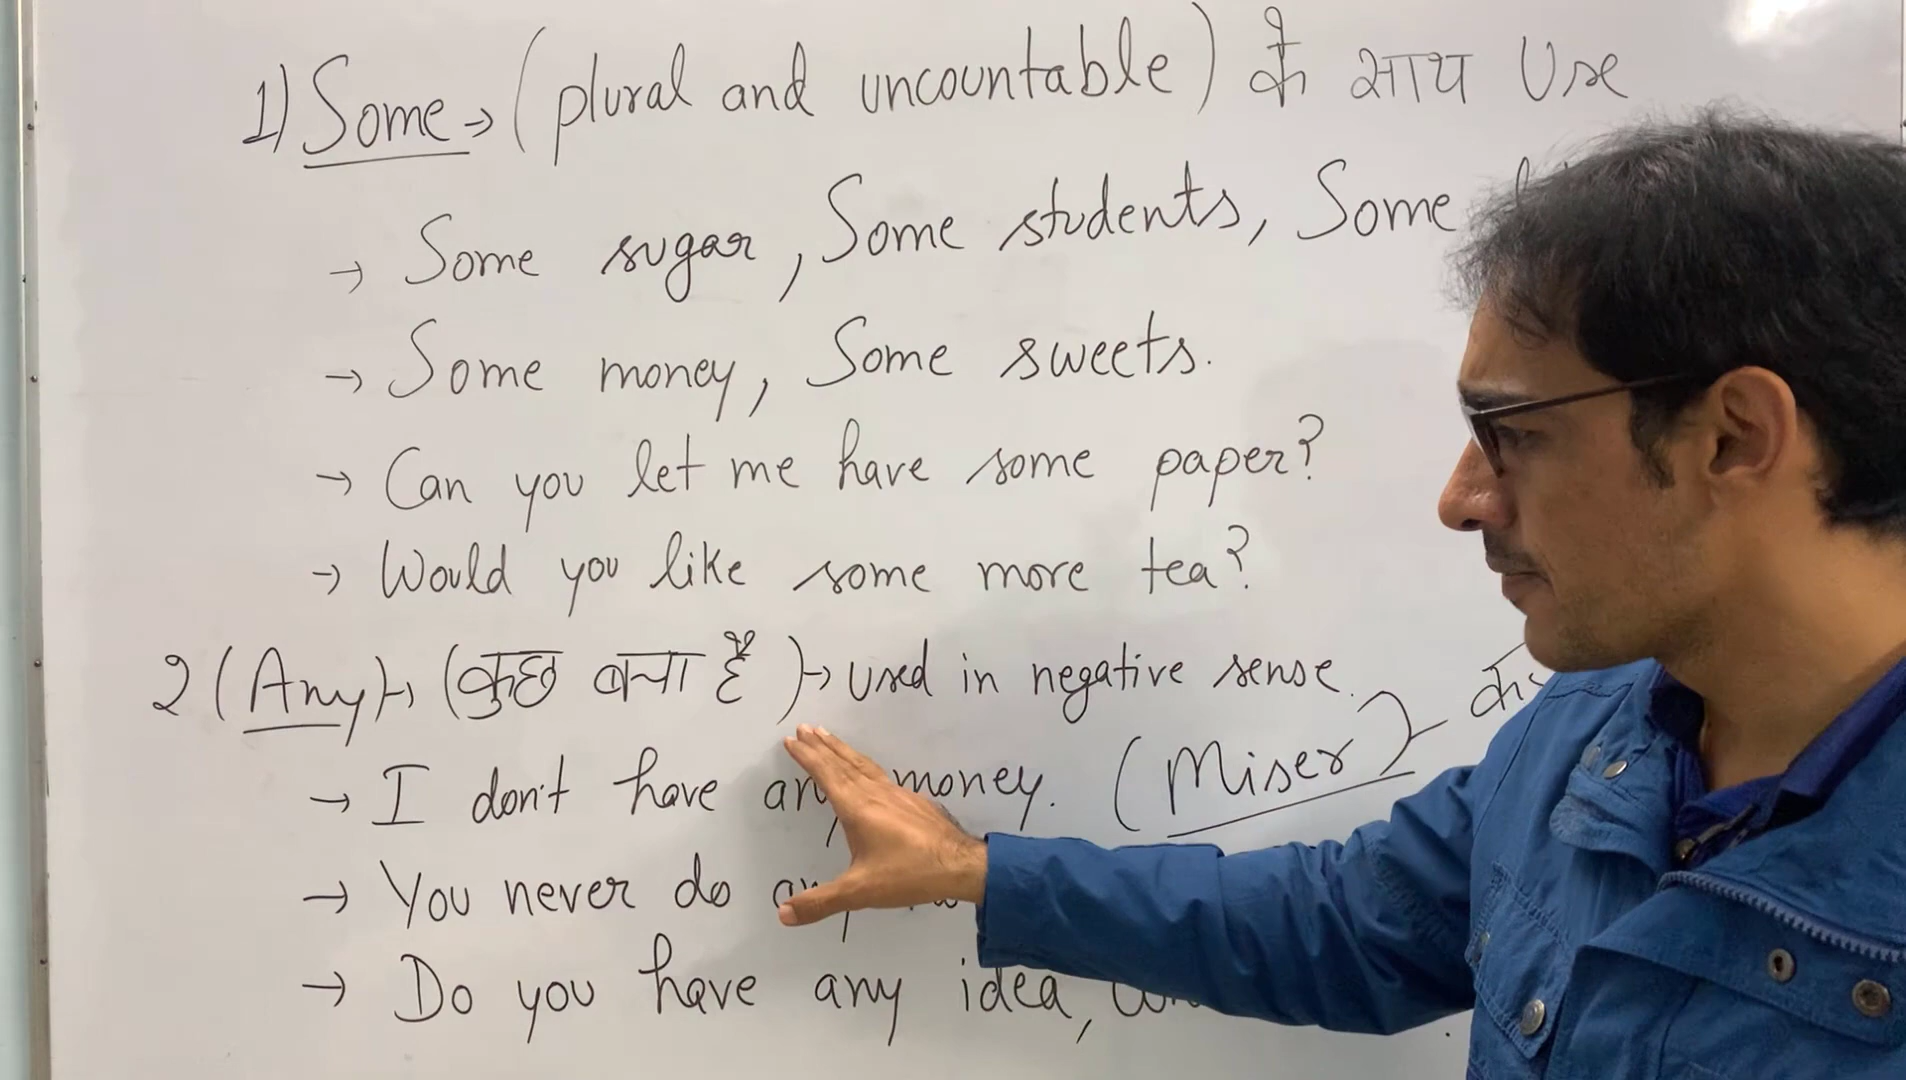 1) Some → (plural and uncountable) के साथ Use
→ Some sugar, Some students, Some
→ Some money, Some sweets.
→ Can you let me have some paper?
→ Would you like some more tea?
2 (Any) → (कुछ बचा है) → used in negative sense.
→ I don't have any money. (Miser)
→ You never do
→ Do you have any idea,